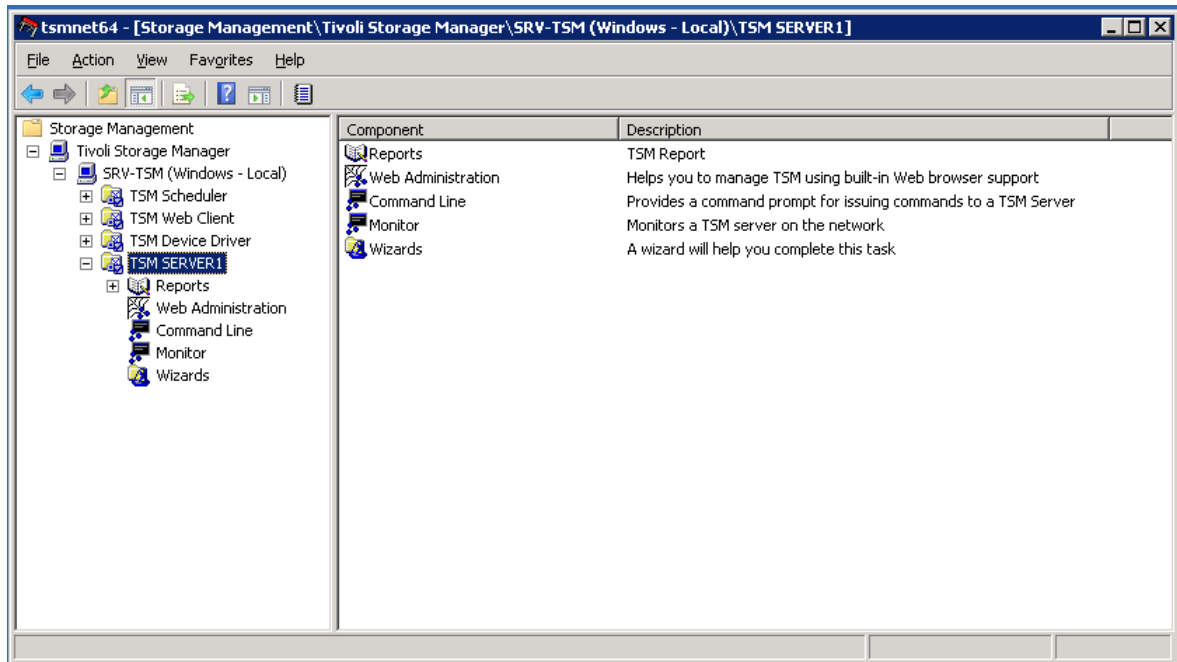 tsmnet64 - [Storage Management\Tivoli Storage Manager\SRV-TSM (Windows - Local)\TSM SERVER1]
File Action View Favorites Help
Storage Management
Tivoli Storage Manager
SRV-TSM (Windows - Local)
TSM Scheduler
TSM Web Client
TSM Device Driver
TSM SERVER1
Reports
Web Administration
Command Line
Monitor
Wizards
Component Description
Reports TSM Report
Web Administration Helps you to manage TSM using built-in Web browser support
Command Line Provides a command prompt for issuing commands to a TSM Server
Monitor Monitors a TSM server on the network
Wizards A wizard will help you complete this task